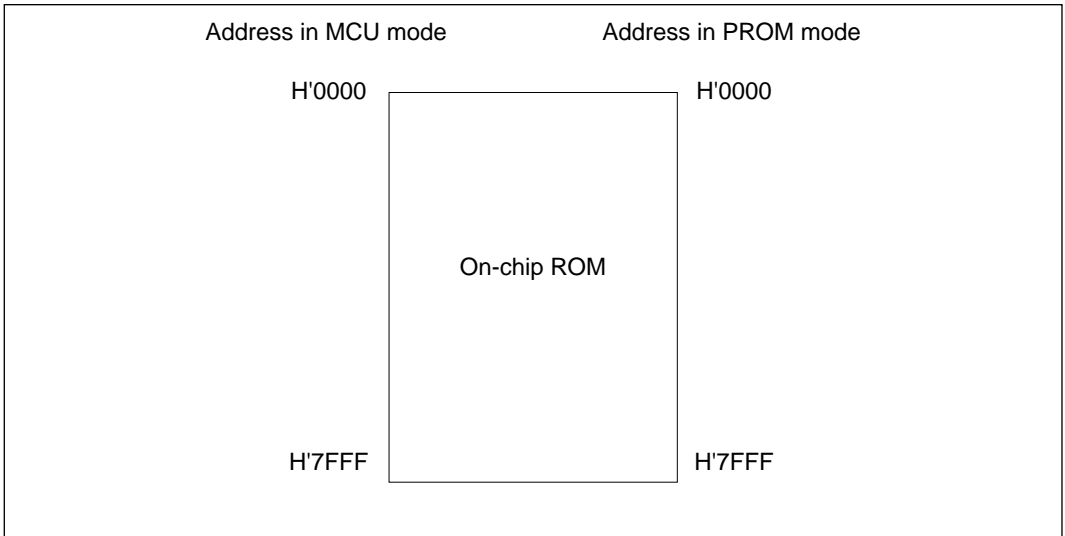 Address in MCU mode Address in PROM mode
H'0000 H'0000
On-chip ROM
H'7FFF H'7FFF